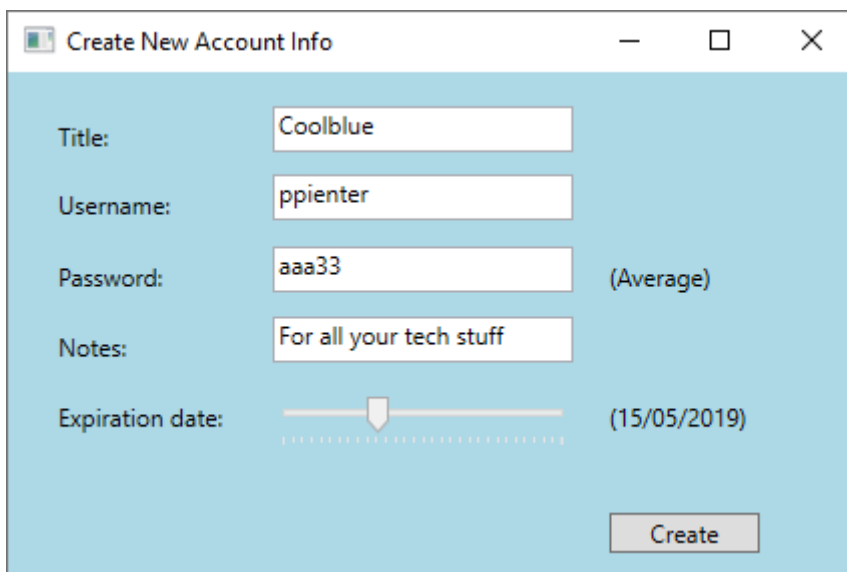 Create New Account Info
Title: Coolblue
Username: ppienter
Password: aaa33 (Average)
Notes: For all your tech stuff
Expiration date: (15/05/2019)
Create